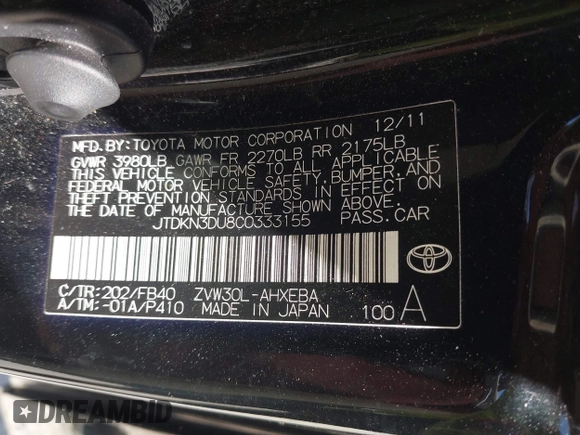 MFD. BY: TOYOTA MOTOR CORPORATION 12/11
GVWR 3980LB GAWR FR 2270LB RR 2175LB
THIS VEHICLE CONFORMS TO ALL APPLICABLE
FEDERAL MOTOR VEHICLE SAFETY, BUMPER, AND
THEFT PREVENTION STANDARDS IN EFFECT ON
THE DATE OF MANUFACTURE SHOWN ABOVE.
JTDKN3DU8C0333155 PASS. CAR
C/TR: 202/FB40 ZVW30L-AHXEBA
A/TM: -01A/P410 MADE IN JAPAN 100 A
DREAMBID